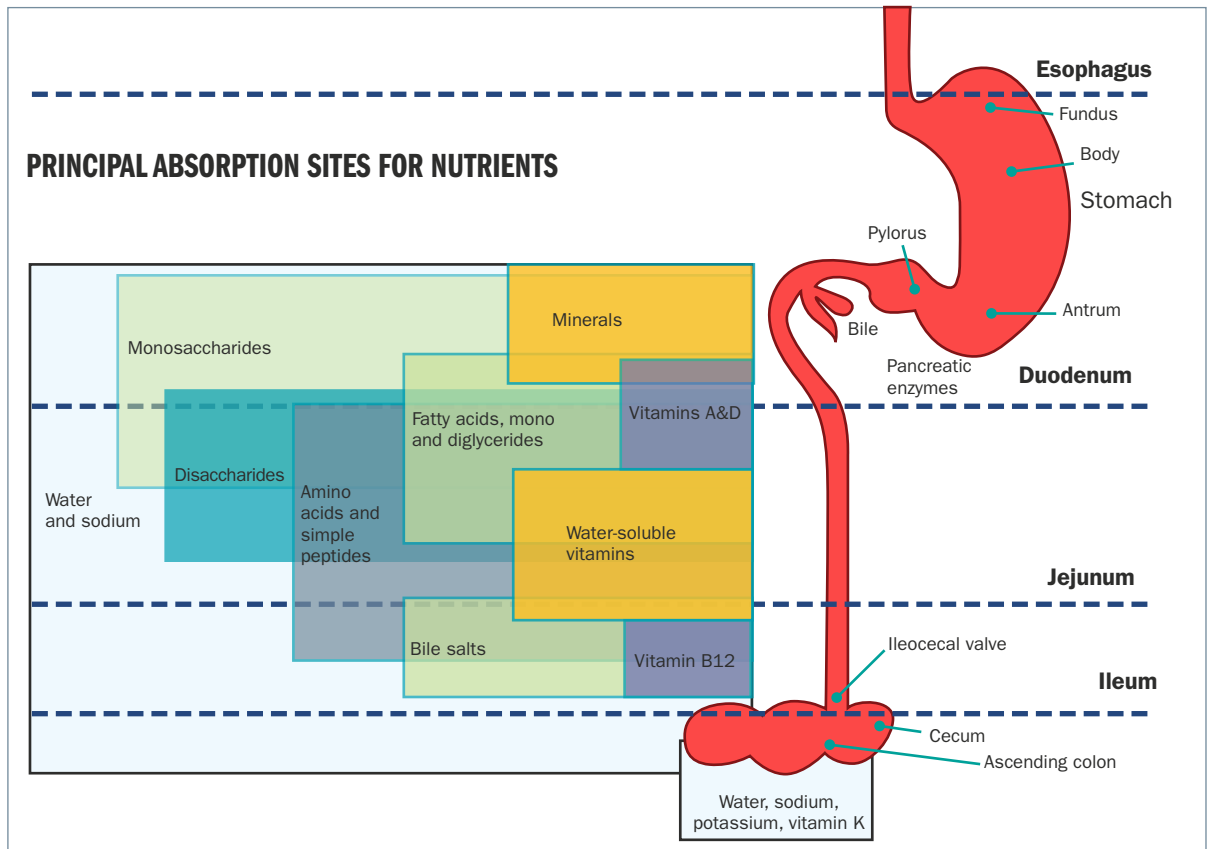 Esophagus
Fundus
PRINCIPAL ABSORPTION SITES FOR NUTRIENTS
Body
Stomach
Pylorus
Minerals
Antrum
Bile
Monosaccharides
Pancreatic
enzymes
Duodenum
Fatty acids, mono
and diglycerides
Vitamins A&D
Disaccharides
Amino
acids and
simple
peptides
Water
and sodium
Water-soluble
vitamins
Jejunum
Ileocecal valve
Bile salts
Vitamin B12
Ileum
Cecum
Ascending colon
Water, sodium,
potassium, vitamin K